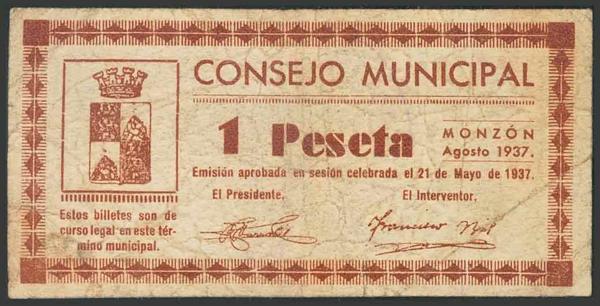 CONSEJO MUNICIPAL
1 Peseta
MONZÓN
Agosto 1937.
Emisión aprobada en sesión celebrada el 21 de Mayo de 1937.
El Presidente.
El Interventor.
Francisco
Estos billetes son de
curso legal en este tér-
mino municipal.